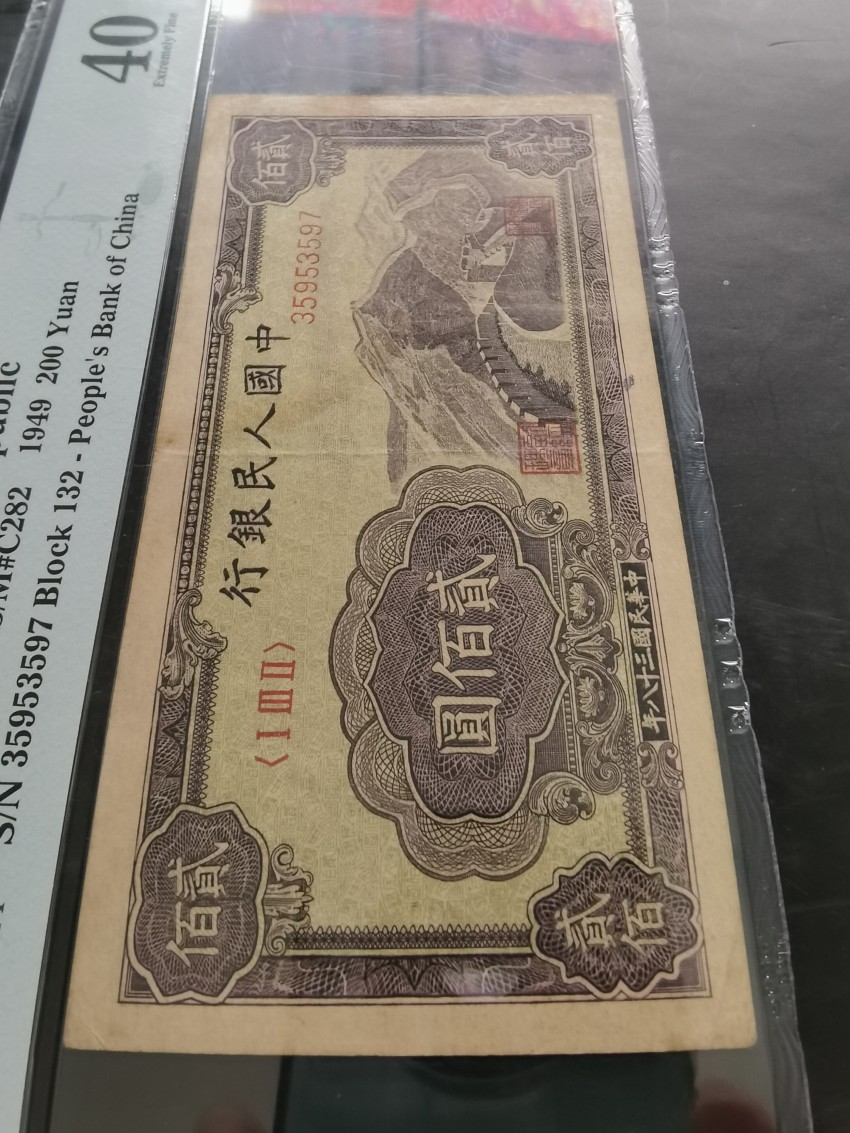 40
Extremely Fine
1949 200 Yuan
S/N 35953597 Block 132 - People's Bank of China
中國人民銀行
35953597
〈I III II〉
貳佰圓
貳佰
貳佰
貳佰
貳佰
中華民國三十八年